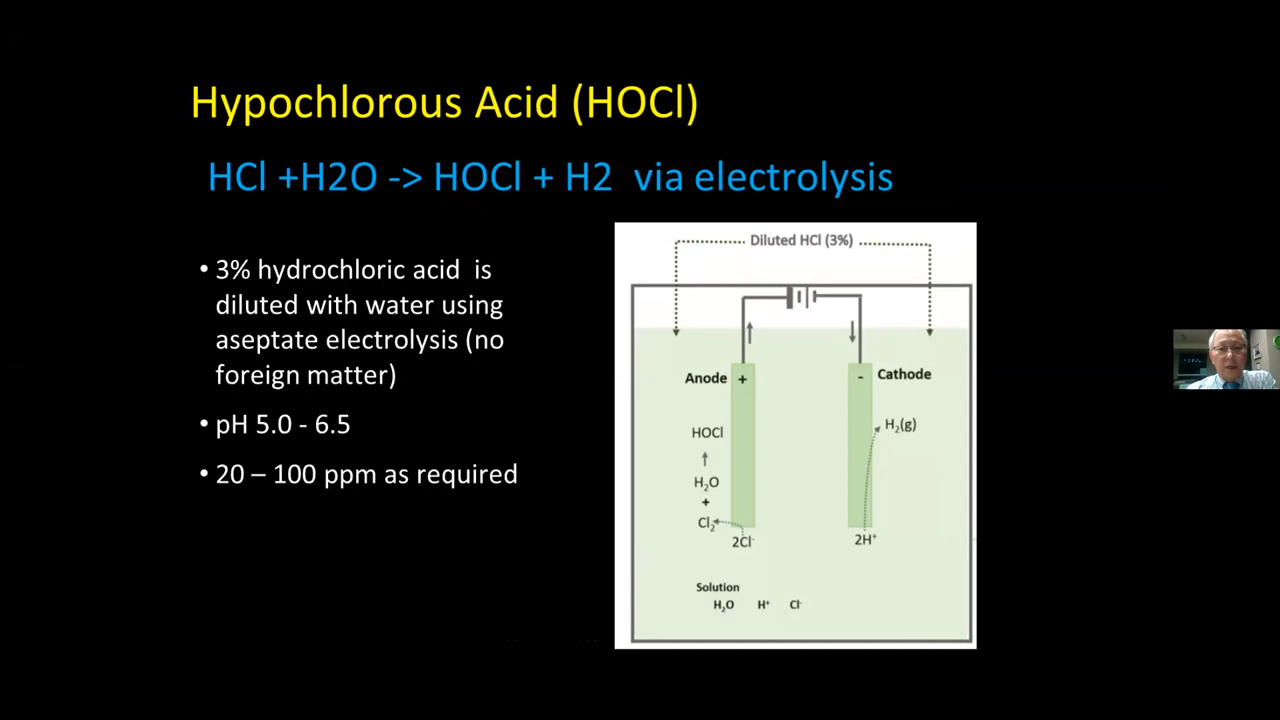 Hypochlorous Acid (HOCl)
HCl +H2O -> HOCl + H2 via electrolysis
• 3% hydrochloric acid is
diluted with water using
aseptate electrolysis (no
foreign matter)
• pH 5.0 - 6.5
• 20 – 100 ppm as required
Diluted HCl (3%)
Anode +
- Cathode
HOCl
H₂(g)
H₂O
+
Cl₂
2Cl⁻
2H⁺
Solution
H₂O H⁺ Cl⁻